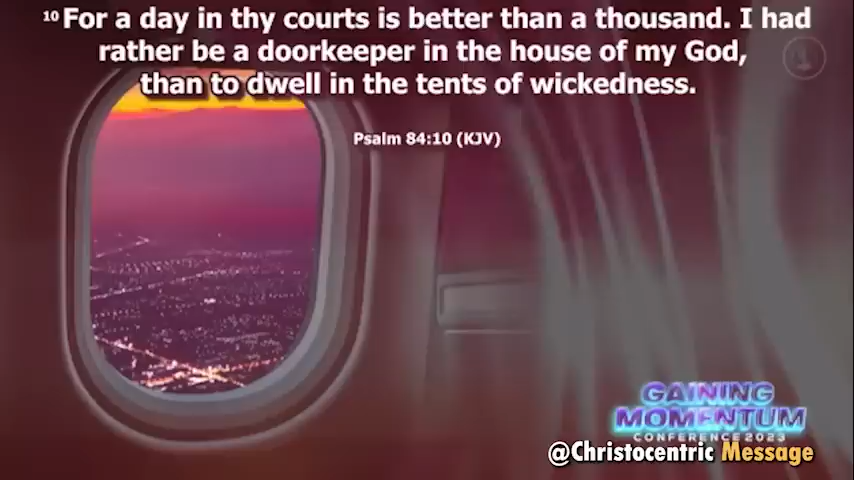 10 For a day in thy courts is better than a thousand. I had
rather be a doorkeeper in the house of my God,
than to dwell in the tents of wickedness.
Psalm 84:10 (KJV)
GAINING
MOMENTUM
CONFERENCE 2023
@Christocentric Message